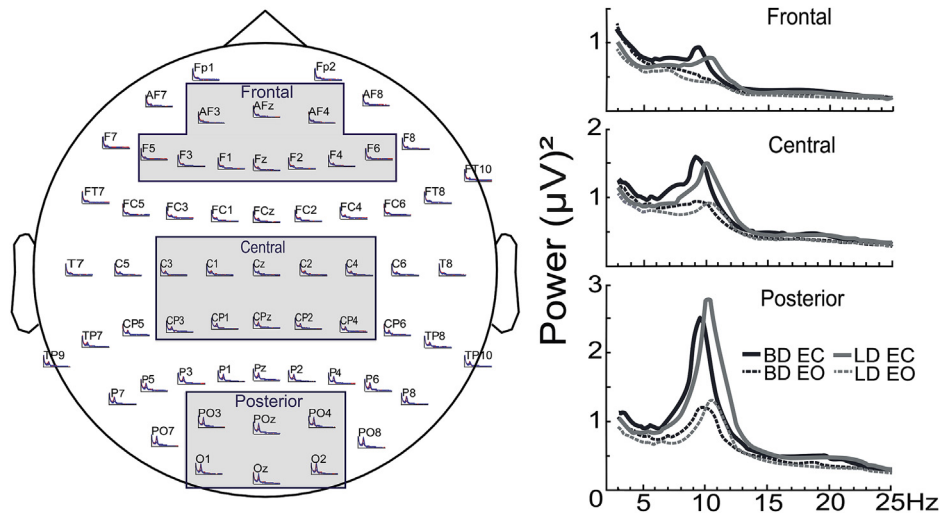 Fp1 Fp2
AF7 Frontal AF8
AF3 AFz AF4
F7 F8
F5 F3 F1 Fz F2 F4 F6
FT10
FT7 FT8
FC5 FC3 FC1 FCz FC2 FC4 FC6
Central
T7 C5 C3 C1 Cz C2 C4 C6 T8
CP5 CP3 CP1 CPz CP2 CP4 CP6
TP7 TP8
TP9 TP10
P7 P5 P3 P1 Pz P2 P4 P6 P8
Posterior
PO7 PO3 POz PO4 PO8
O1 Oz O2
Power (µV)²
Frontal
1
Central
2
1
Posterior
3
2
1
0
BD EC LD EC
BD EO LD EO
5 10 15 20 25Hz